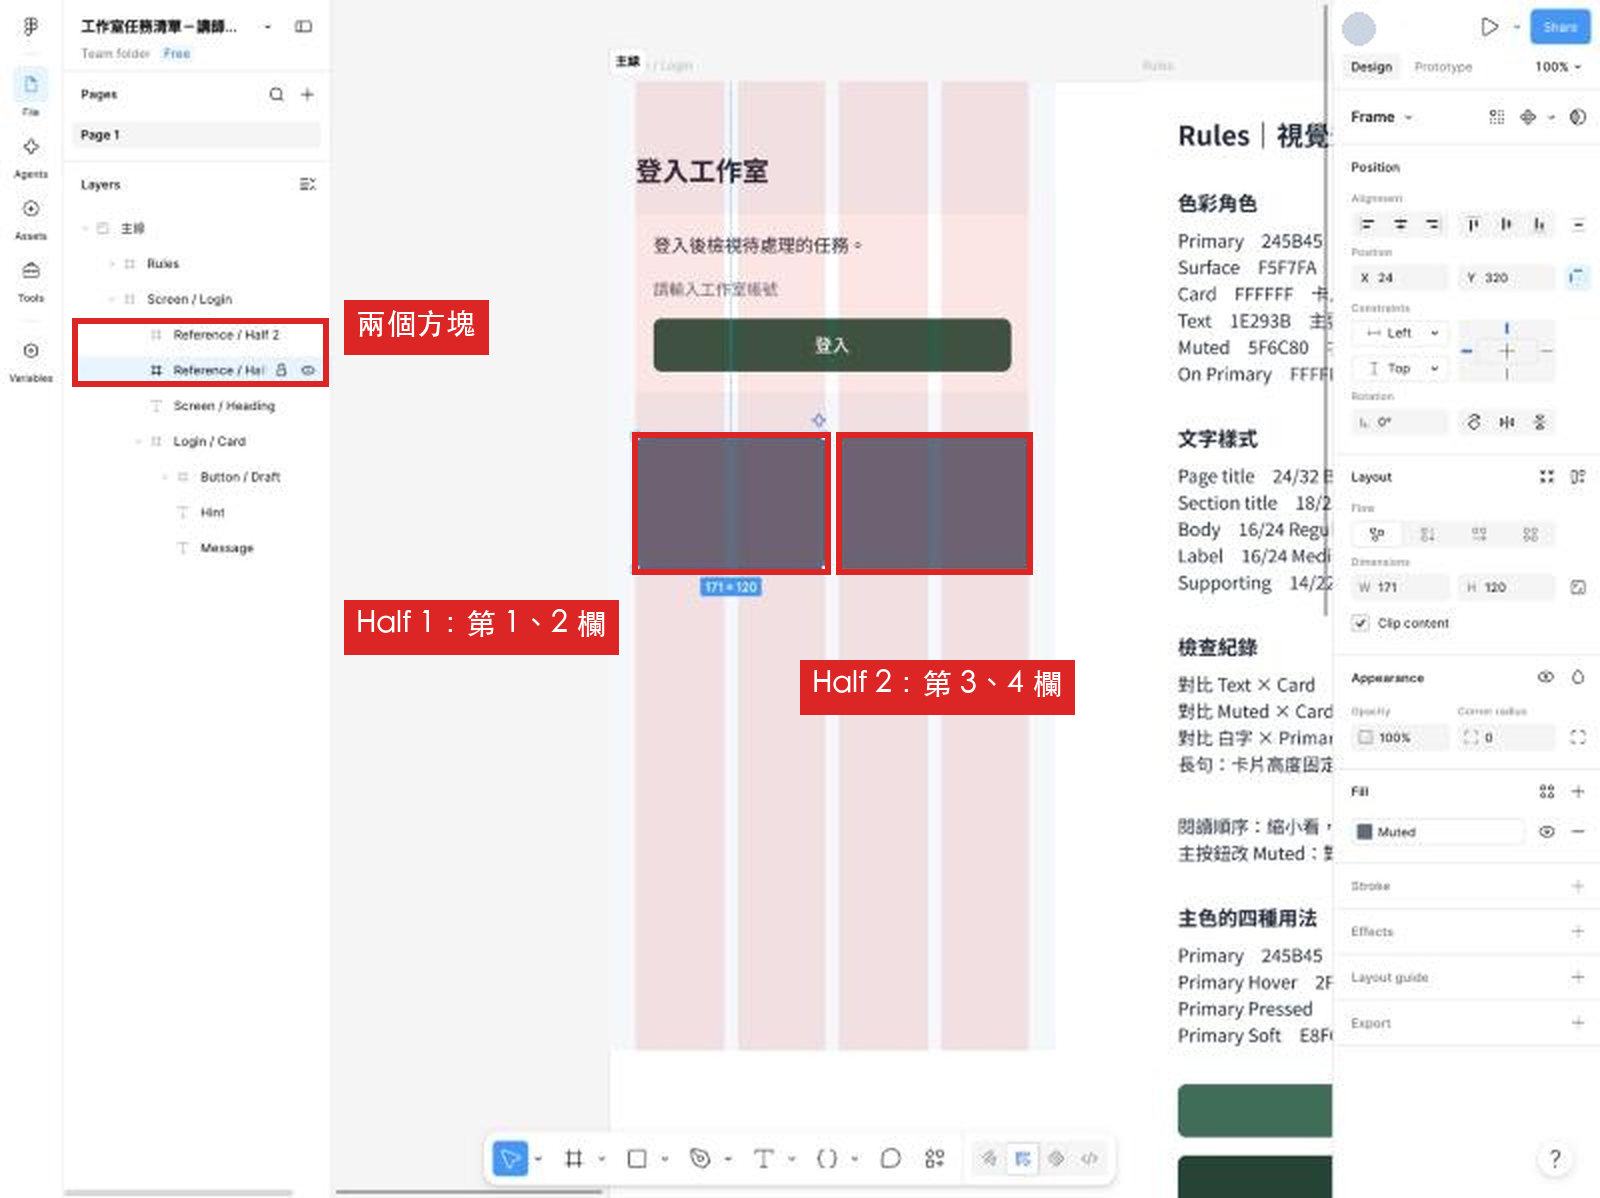 工作室任務清單－講師...
Team folder Free
File
Agents
Assets
Tools
Variables
Pages
Page 1
Layers
主線
Rules
Screen / Login
Reference / Half 2
Reference / Hal
Screen / Heading
Login / Card
Button / Draft
Hint
Message
兩個方塊
Half 1：第 1、2 欄
Half 2：第 3、4 欄
主線
/ Login
登入工作室
登入後檢視待處理的任務。
請輸入工作室帳號
登入
171 × 120
Rules
Rules｜視覺
色彩角色
Primary 245B45
Surface F5F7FA
Card FFFFFF
Text 1E293B
Muted 5F6C80
On Primary FFFF
文字樣式
Page title 24/32
Section title 18/2
Body 16/24 Regu
Label 16/24 Medi
Supporting 14/22
檢查紀錄
對比 Text × Card
對比 Muted × Card
對比 白字 × Primar
長句：卡片高度固定
閱讀順序：縮小看，
主按鈕改 Muted：
主色的四種用法
Primary 245B45
Primary Hover 2F
Primary Pressed
Primary Soft E8F
Share
Design Prototype 100%
Frame
Position
Alignment
Position
X 24 Y 320
Constraints
Left
Top
Rotation
0°
Layout
Flow
Dimensions
W 171 H 120
Clip content
Appearance
Opacity Corner radius
100% 0
Fill
Muted
Stroke
Effects
Layout guide
Export
?